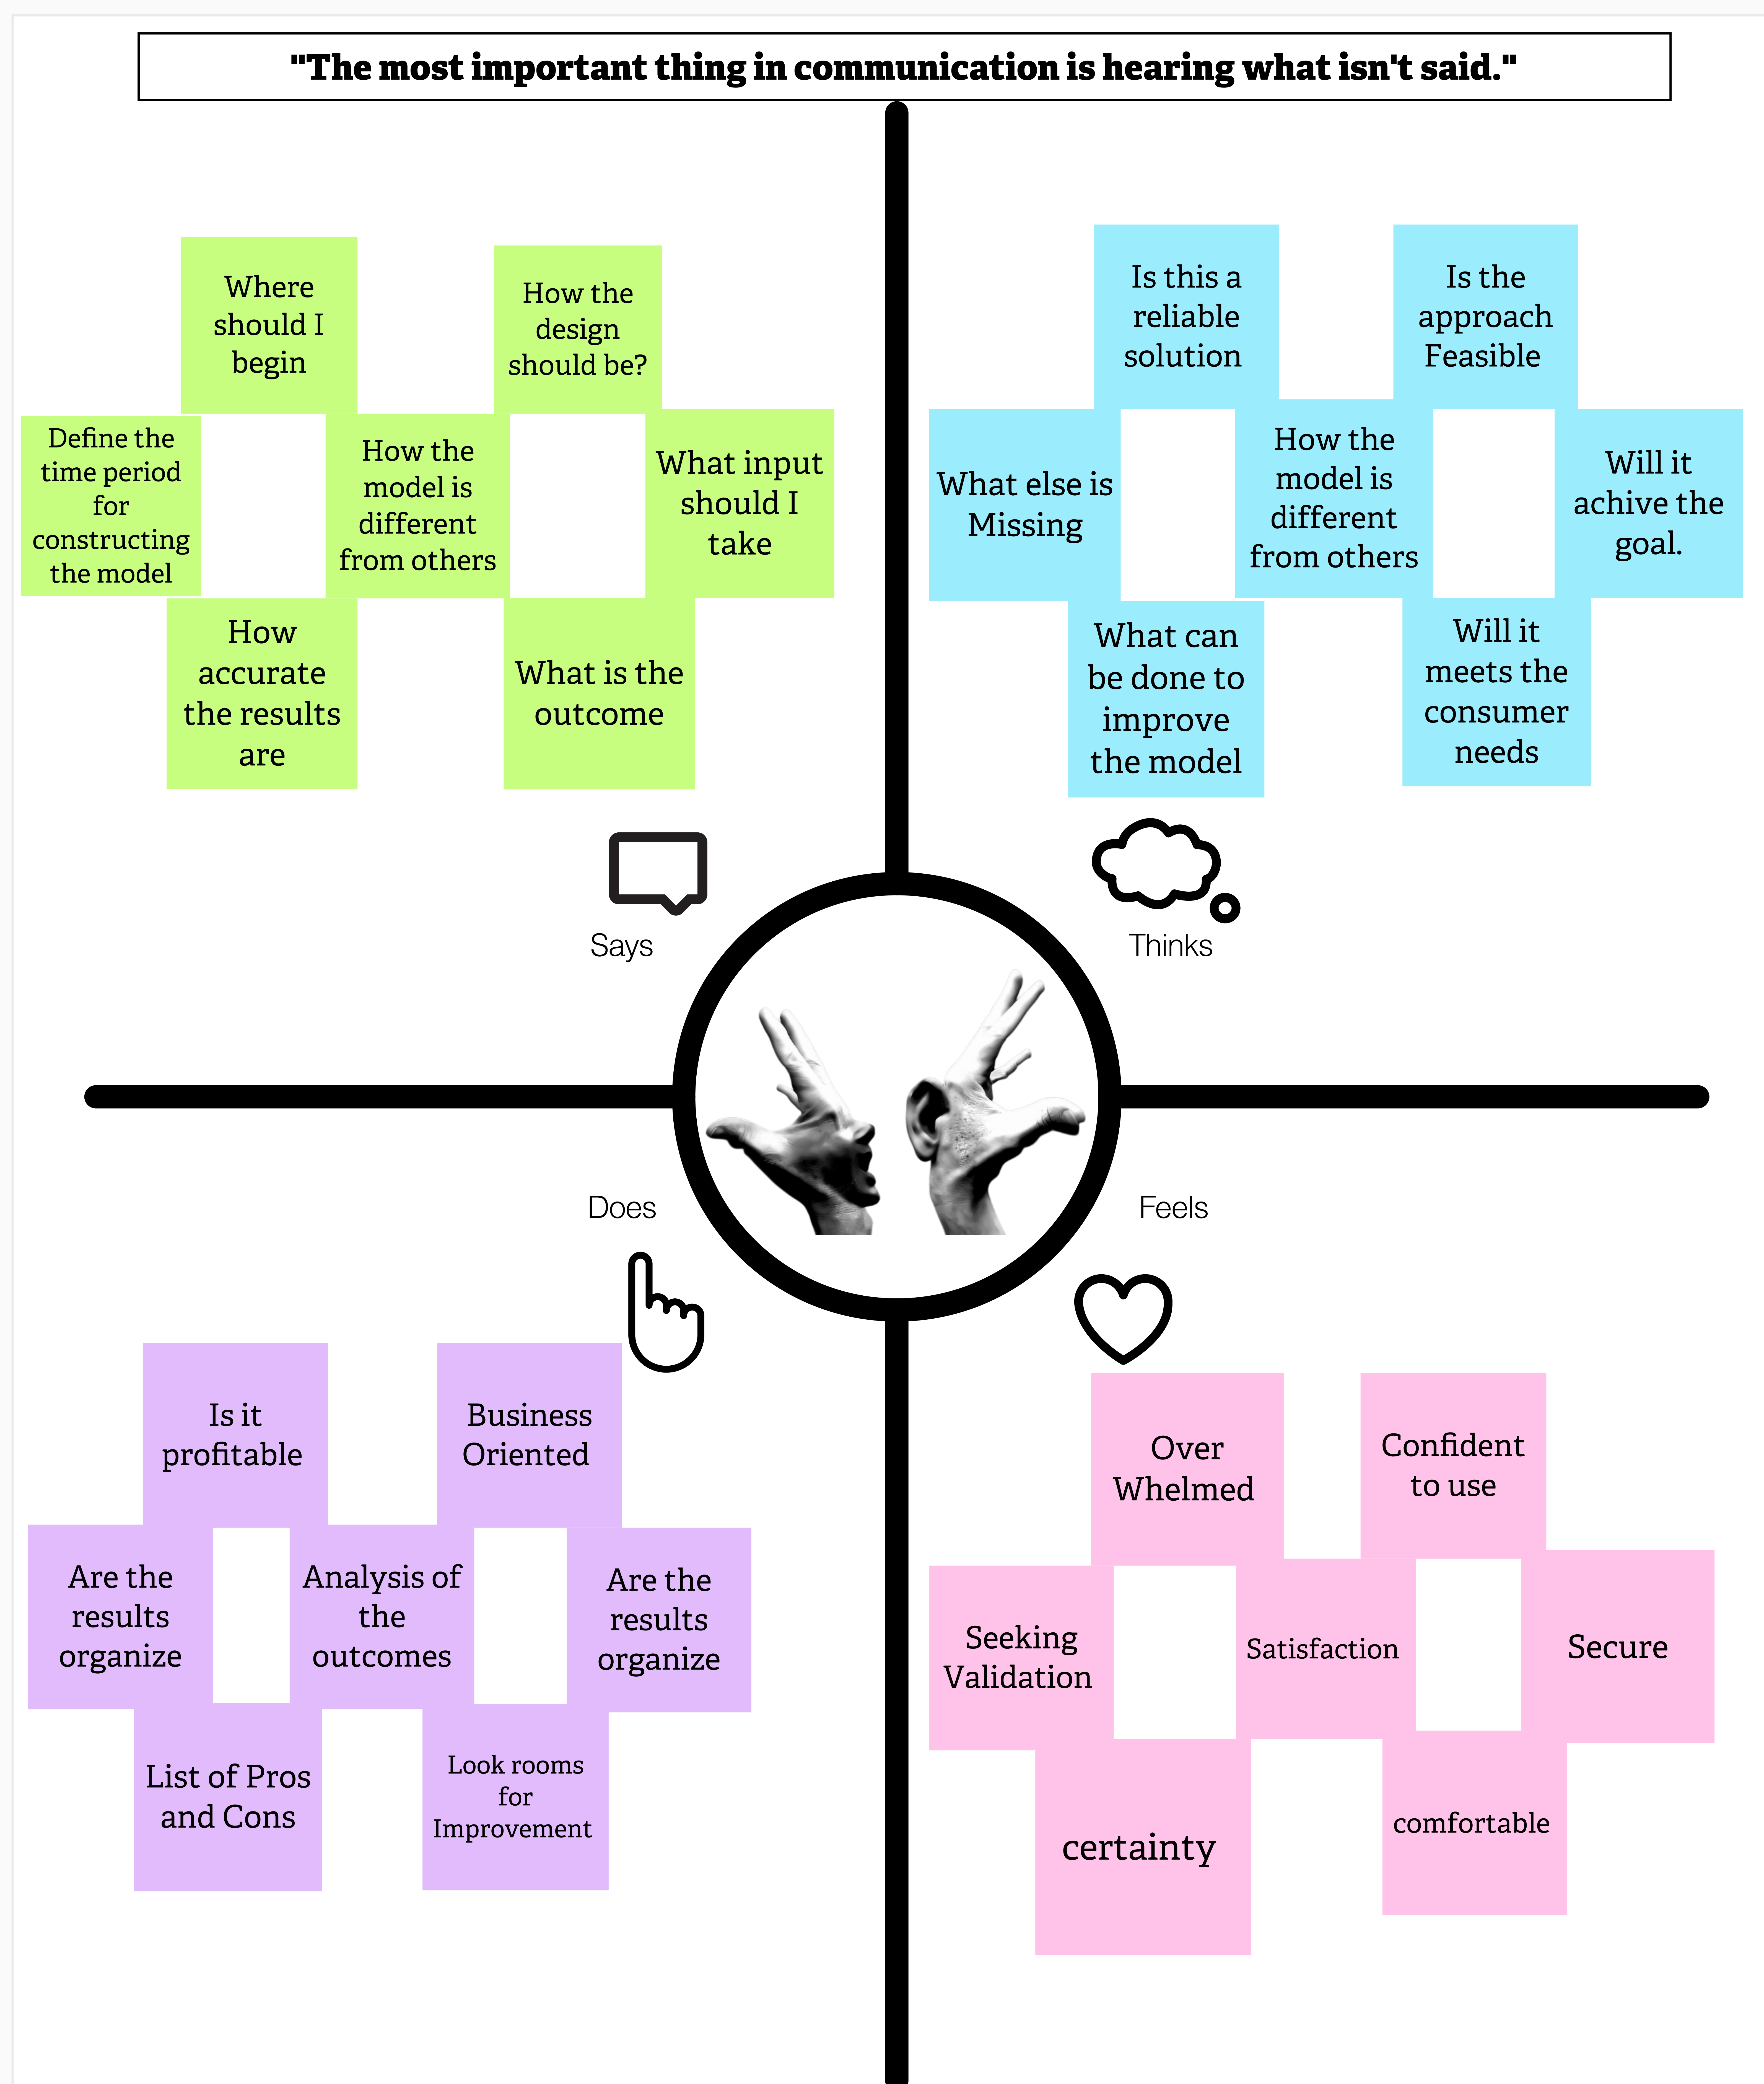 "The most important thing in communication is hearing what isn't said."
Where
should I
begin
How the
design
should be?
Define the
time period
for
constructing
the model
How the
model is
different
from others
What input
should I
take
How
accurate
the results
are
What is the
outcome
Says
Is this a
reliable
solution
Is the
approach
Feasible
What else is
Missing
How the
model is
different
from others
Will it
achive the
goal.
What can
be done to
improve
the model
Will it
meets the
consumer
needs
Thinks
Does
Is it
profitable
Business
Oriented
Are the
results
organize
Analysis of
the
outcomes
Are the
results
organize
List of Pros
and Cons
Look rooms
for
Improvement
Feels
Over
Whelmed
Confident
to use
Seeking
Validation
Satisfaction
Secure
certainty
comfortable